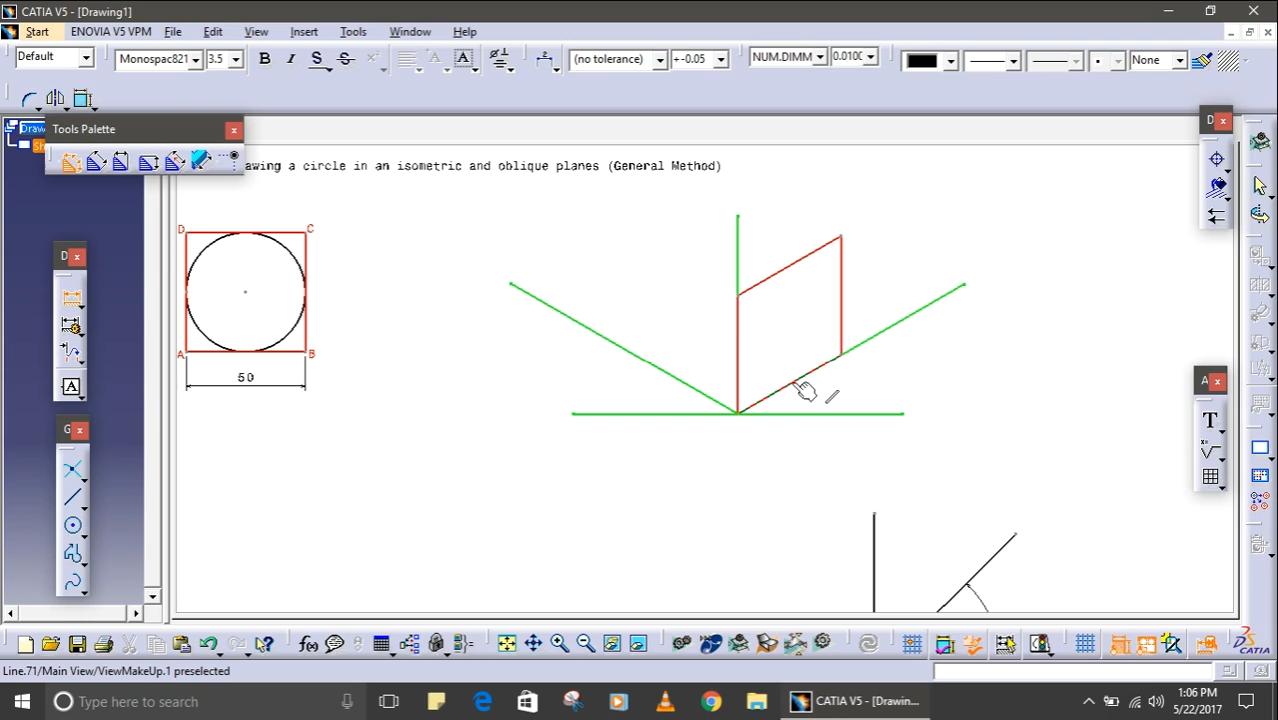 CATIA V5 - [Drawing1]
Start ENOVIA V5 VPM File Edit View Insert Tools Window Help
Default Monospac821 3.5 B I S S (no tolerance) +-0.05 NUM.DIMM 0.010 None
Draw
Tools Palette
D
awing a circle in an isometric and oblique planes (General Method)
D C
A B
50
D
G
A
T
CATIA
Line.71/Main View/ViewMakeUp.1 preselected
Type here to search
CATIA V5 - [Drawin...
1:06 PM
5/22/2017